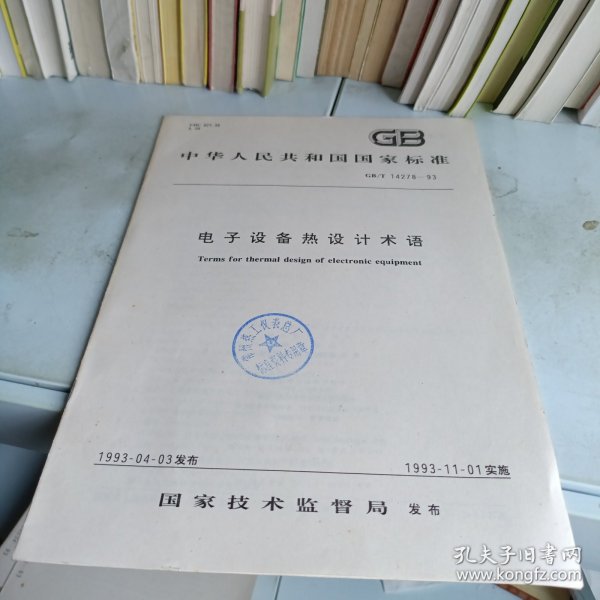 GB
中华人民共和国国家标准
GB/T 14278—93
电子设备热设计术语
Terms for thermal design of electronic equipment
1993-04-03发布
1993-11-01实施
国家技术监督局 发布
孔夫子旧书网
www.kongfz.com